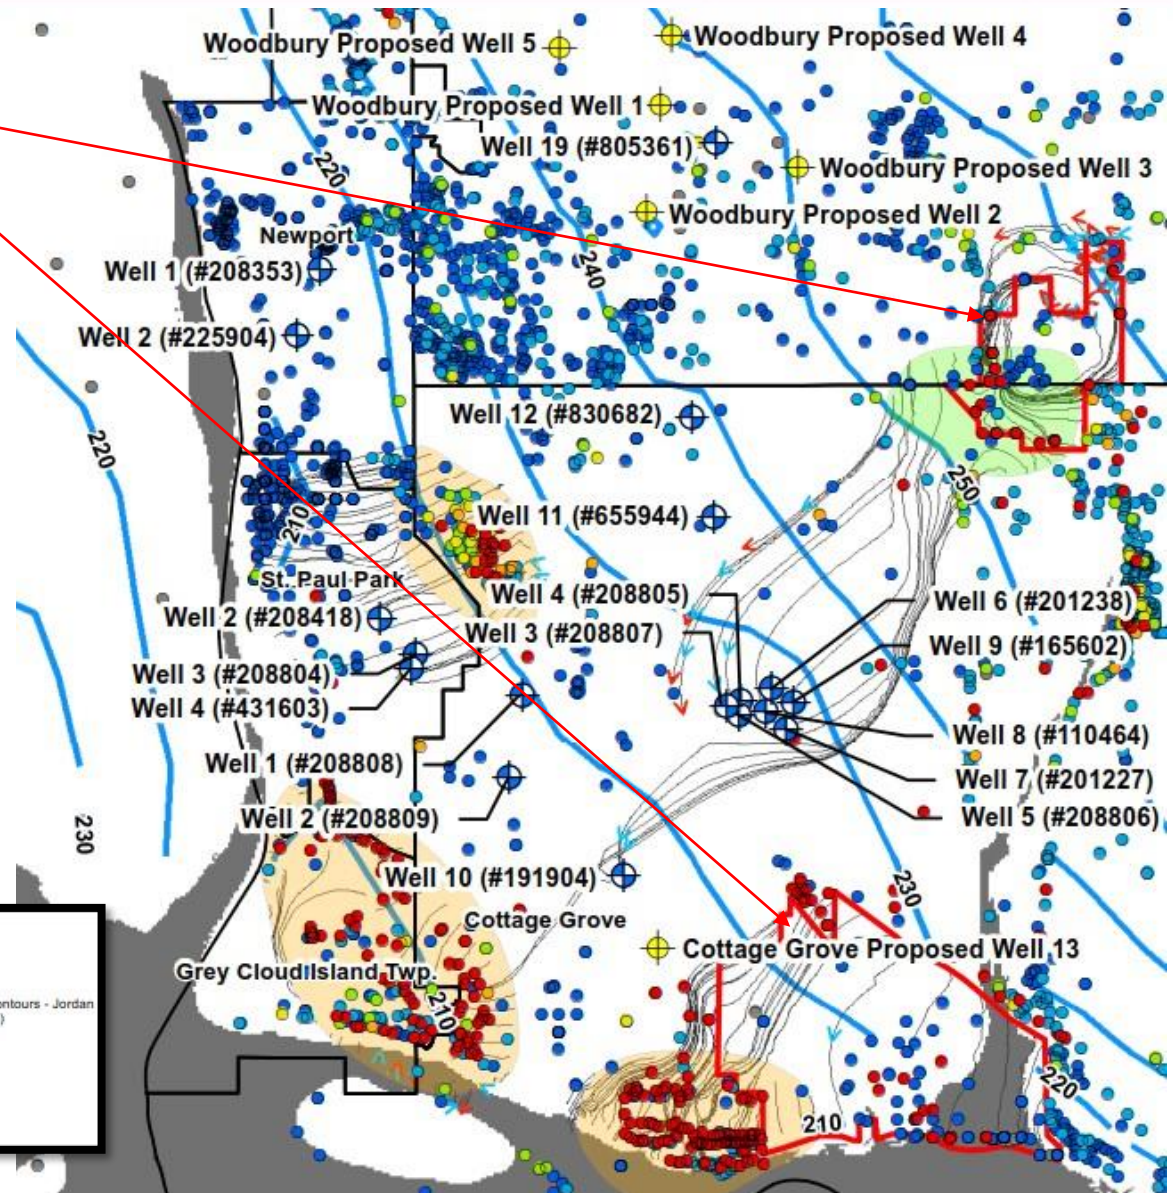 Woodbury Proposed Well 5
Woodbury Proposed Well 4
Woodbury Proposed Well 1
Well 19 (#805361)
220
Woodbury Proposed Well 3
Woodbury Proposed Well 2
Newport
240
Well 1 (#208353)
Well 2 (#225904)
Well 12 (#830682)
220
250
210
Well 11 (#655944)
St. Paul Park
Well 4 (#208805)
Well 6 (#201238)
Well 2 (#208418)
Well 3 (#208807)
Well 9 (#165602)
Well 3 (#208804)
Well 4 (#431603)
Well 8 (#110464)
Well 1 (#208808)
Well 7 (#201227)
230
Well 2 (#208809)
Well 5 (#208806)
Well 10 (#191904)
230
Cottage Grove
Cottage Grove Proposed Well 13
Grey Cloud Island Twp.
ontours - Jordan
)
210
220
210